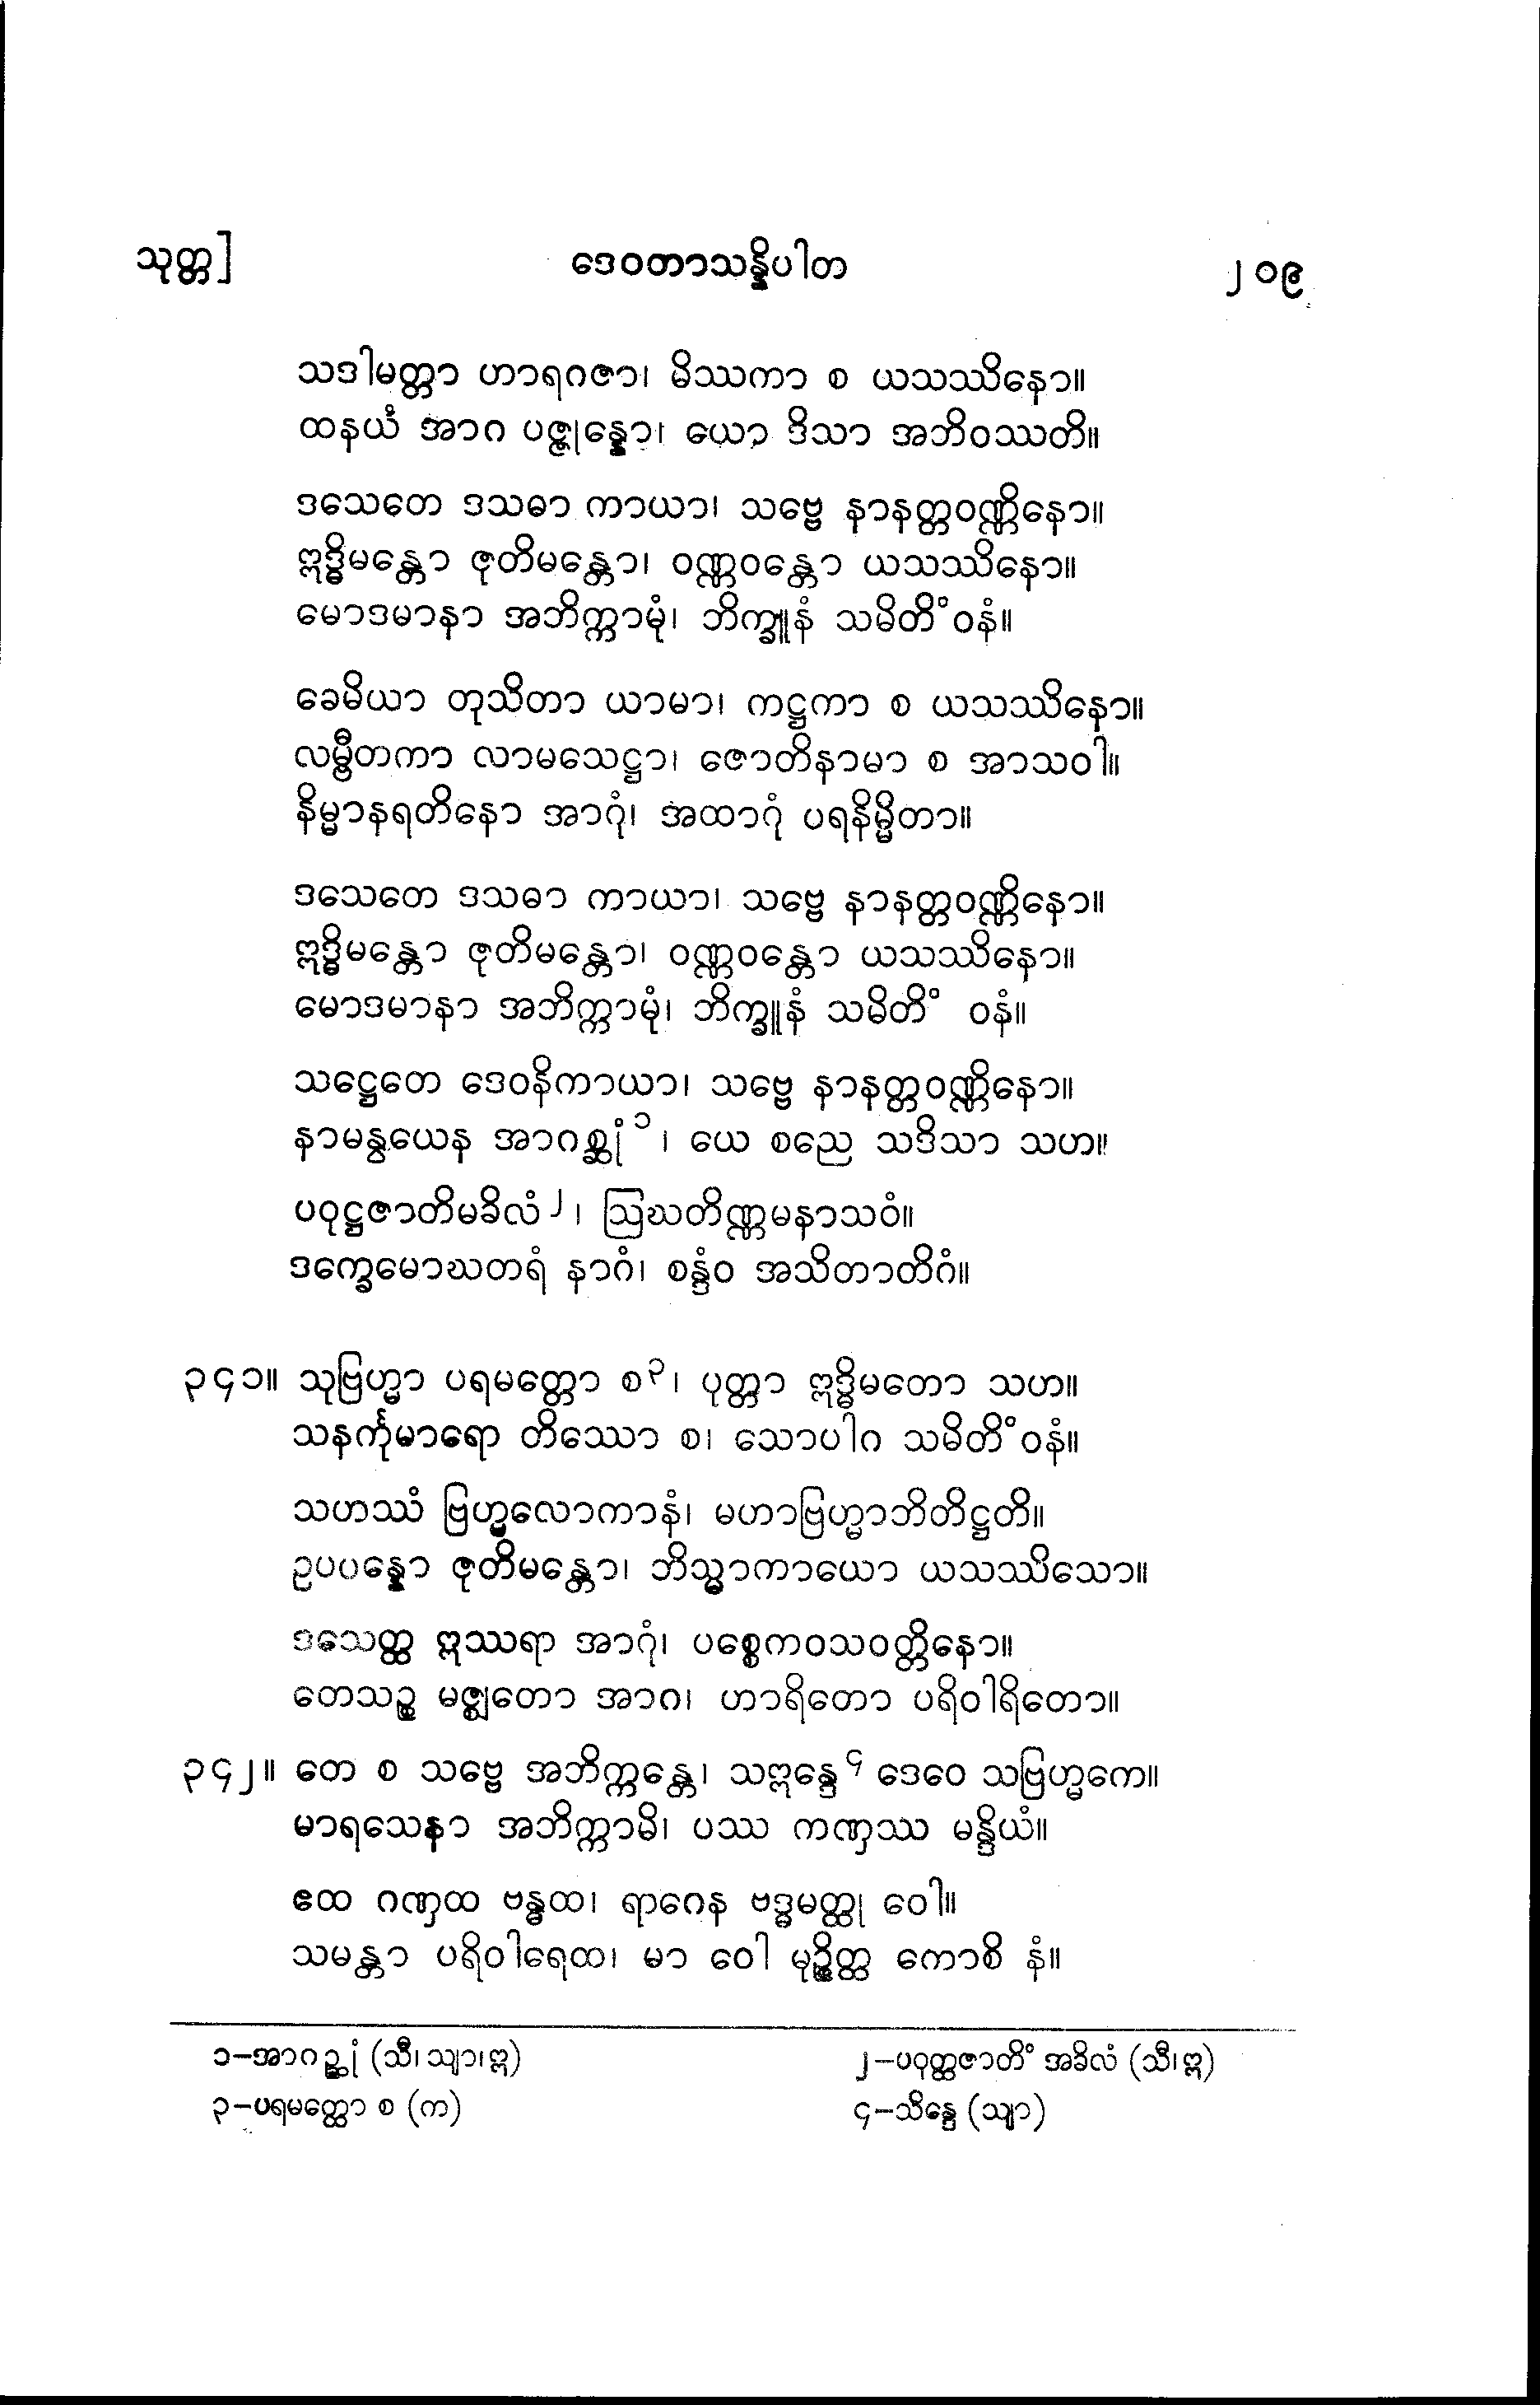 သုတ္တ] ဒေဝတာသန္နိပါတ ၂၀၉
သဒါမတ္တာ ဟာရဂဇာ၊ မိဿကာ စ ယသဿိနော။
ထနယံ အာဂ ပဇ္ဇုန္နော၊ ယော ဒိသာ အဘိဝဿတိ။
ဒသေတေ ဒသဓာ ကာယာ၊ သဗ္ဗေ နာနတ္တဝဏ္ဏိနော။
ဣဒ္ဓိမန္တော ဇုတိမန္တော၊ ဝဏ္ဏဝန္တော ယသဿိနော။
မောဒမာနာ အဘိက္ကာမုံ၊ ဘိက္ခူနံ သမိတိံ ဝနံ။
ခေမိယာ တုသိတာ ယာမာ၊ ကဋ္ဌကာ စ ယသဿိနော။
လမ္ဗီတကာ လာမသေဋ္ဌာ၊ ဇောတိနာမာ စ အာသဝါ။
နိမ္မာနရတိနော အာဂုံ၊ အထာဂုံ ပရနိမ္မိတာ။
ဒသေတေ ဒသဓာ ကာယာ၊ သဗ္ဗေ နာနတ္တဝဏ္ဏိနော။
ဣဒ္ဓိမန္တော ဇုတိမန္တော၊ ဝဏ္ဏဝန္တော ယသဿိနော။
မောဒမာနာ အဘိက္ကာမုံ၊ ဘိက္ခူနံ သမိတိံ ဝနံ။
သဋ္ဌေတေ ဒေဝနိကာယာ၊ သဗ္ဗေ နာနတ္တဝဏ္ဏိနော။
နာမနွယေန အာဂစ္ဆုံ ၁၊ ယေ စညေ သဒိသာ သဟ။
ပဝုဋ္ဌဇာတိမခိလံ ၂၊ ဩဃတိဏ္ဏမနာသဝံ။
ဒက္ခေမောဃတရံ နာဂံ၊ စန္ဒံဝ အသိတာတိဂံ။
၃၄၁။ သုဗြဟ္မာ ပရမတ္တော စ ၃၊ ပုတ္တာ ဣဒ္ဓိမတော သဟ။
သနင်္ကုမာရော တိဿော စ၊ သောပါဂ သမိတိံ ဝနံ။
သဟဿံ ဗြဟ္မလောကာနံ၊ မဟာဗြဟ္မာဘိတိဋ္ဌတိ။
ဥပပန္နော ဇုတိမန္တော၊ ဘိသ္မာကာယော ယသဿိသော။
ဒသေတ္ထ ဣဿရာ အာဂုံ၊ ပစ္စေကဝသဝတ္တိနော။
တေသဉ္စ မဇ္ဈတော အာဂ၊ ဟာရိတော ပရိဝါရိတော။
၃၄၂။ တေ စ သဗ္ဗေ အဘိက္ကန္တေ၊ သဣန္ဒေ ၄ ဒေဝေ သဗြဟ္မကေ။
မာရသေနာ အဘိက္ကာမိ၊ ပဿ ကဏှဿ မန္ဒိယံ။
ဧထ ဂဏှထ ဗန္ဓထ၊ ရာဂေန ဗဒ္ဓမတ္ထု ဝေါ။
သမန္တာ ပရိဝါရေထ၊ မာ ဝေါ မုဉ္စိတ္ထ ကောစိ နံ။
၁-အာဂဉ္ဆုံ (သီ၊ သျာ၊ ဣ) ၂-ပဝုတ္ထဇာတိံ အခိလံ (သီ၊ ဣ)
၃-ပရမတ္ထော စ (က) ၄-သိန္ဒေ (သျာ)